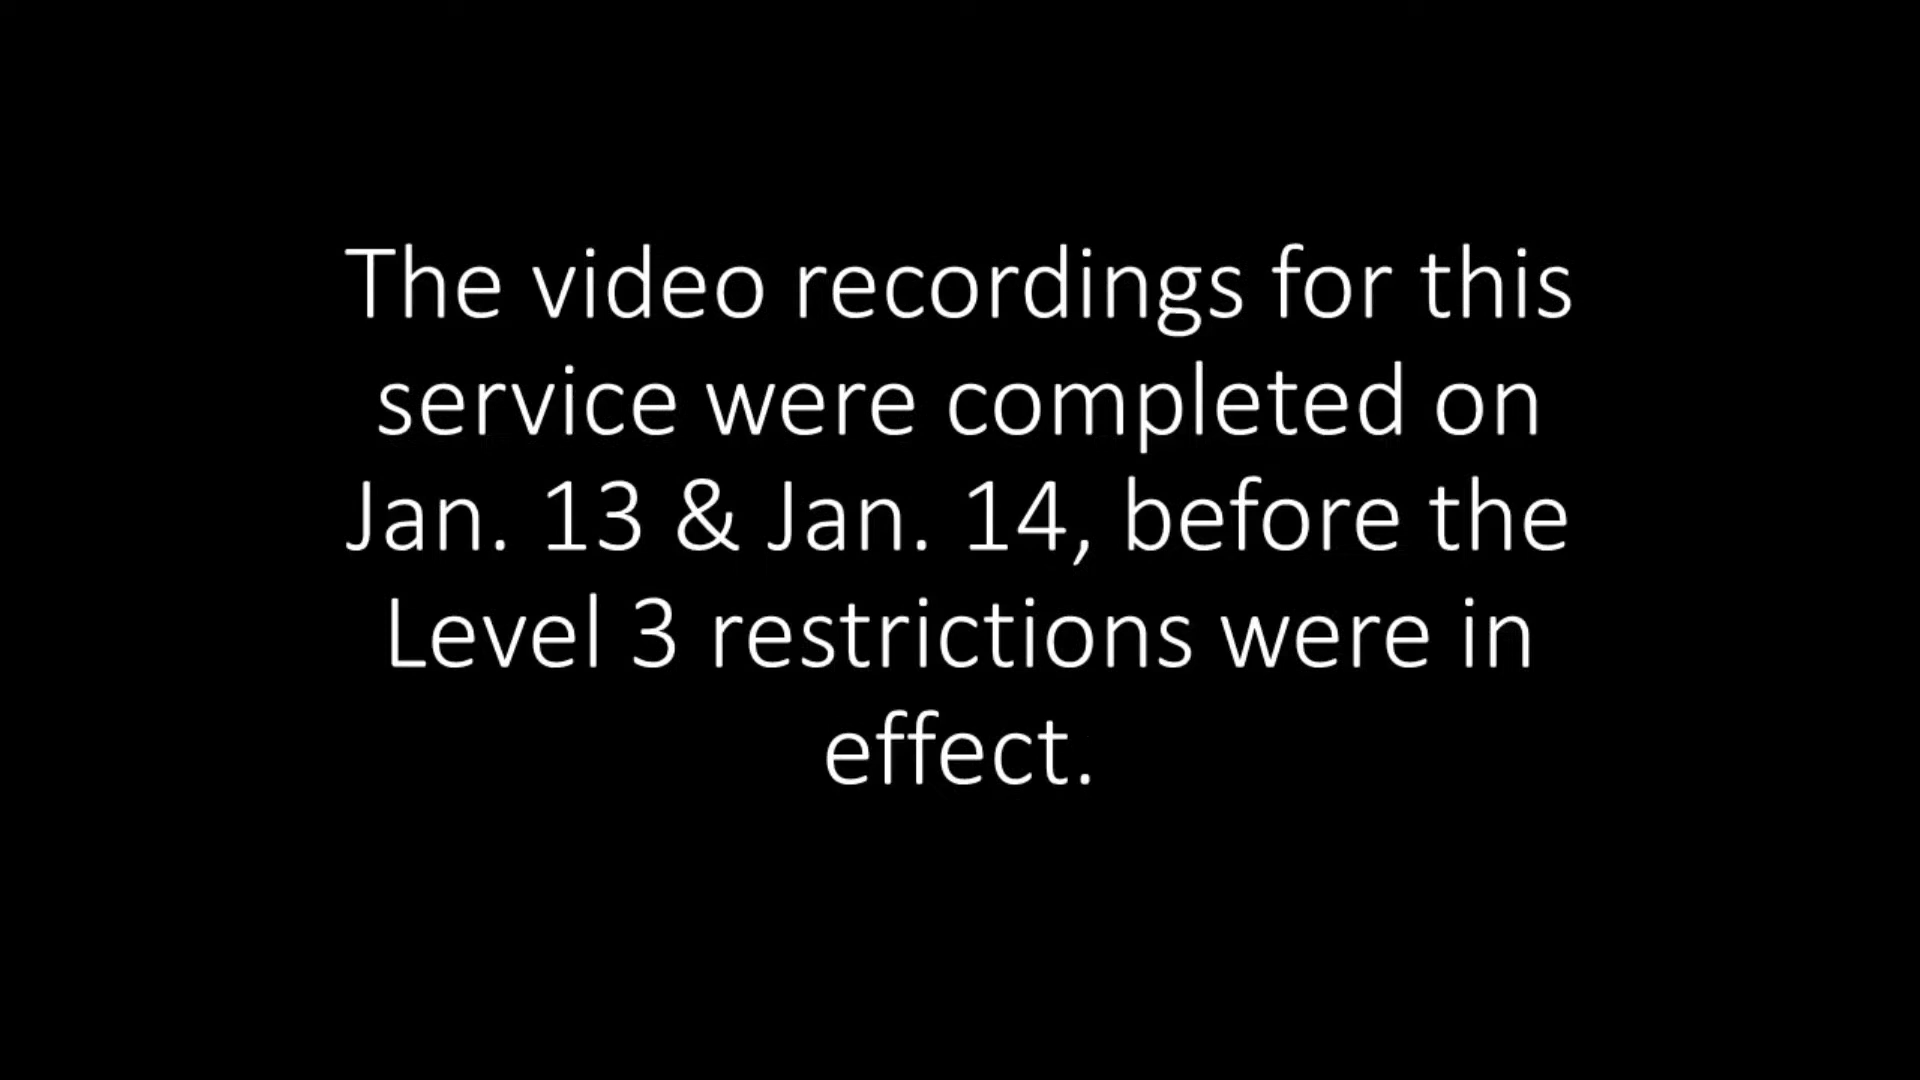 The video recordings for this
service were completed on
Jan. 13 & Jan. 14, before the
Level 3 restrictions were in
effect.